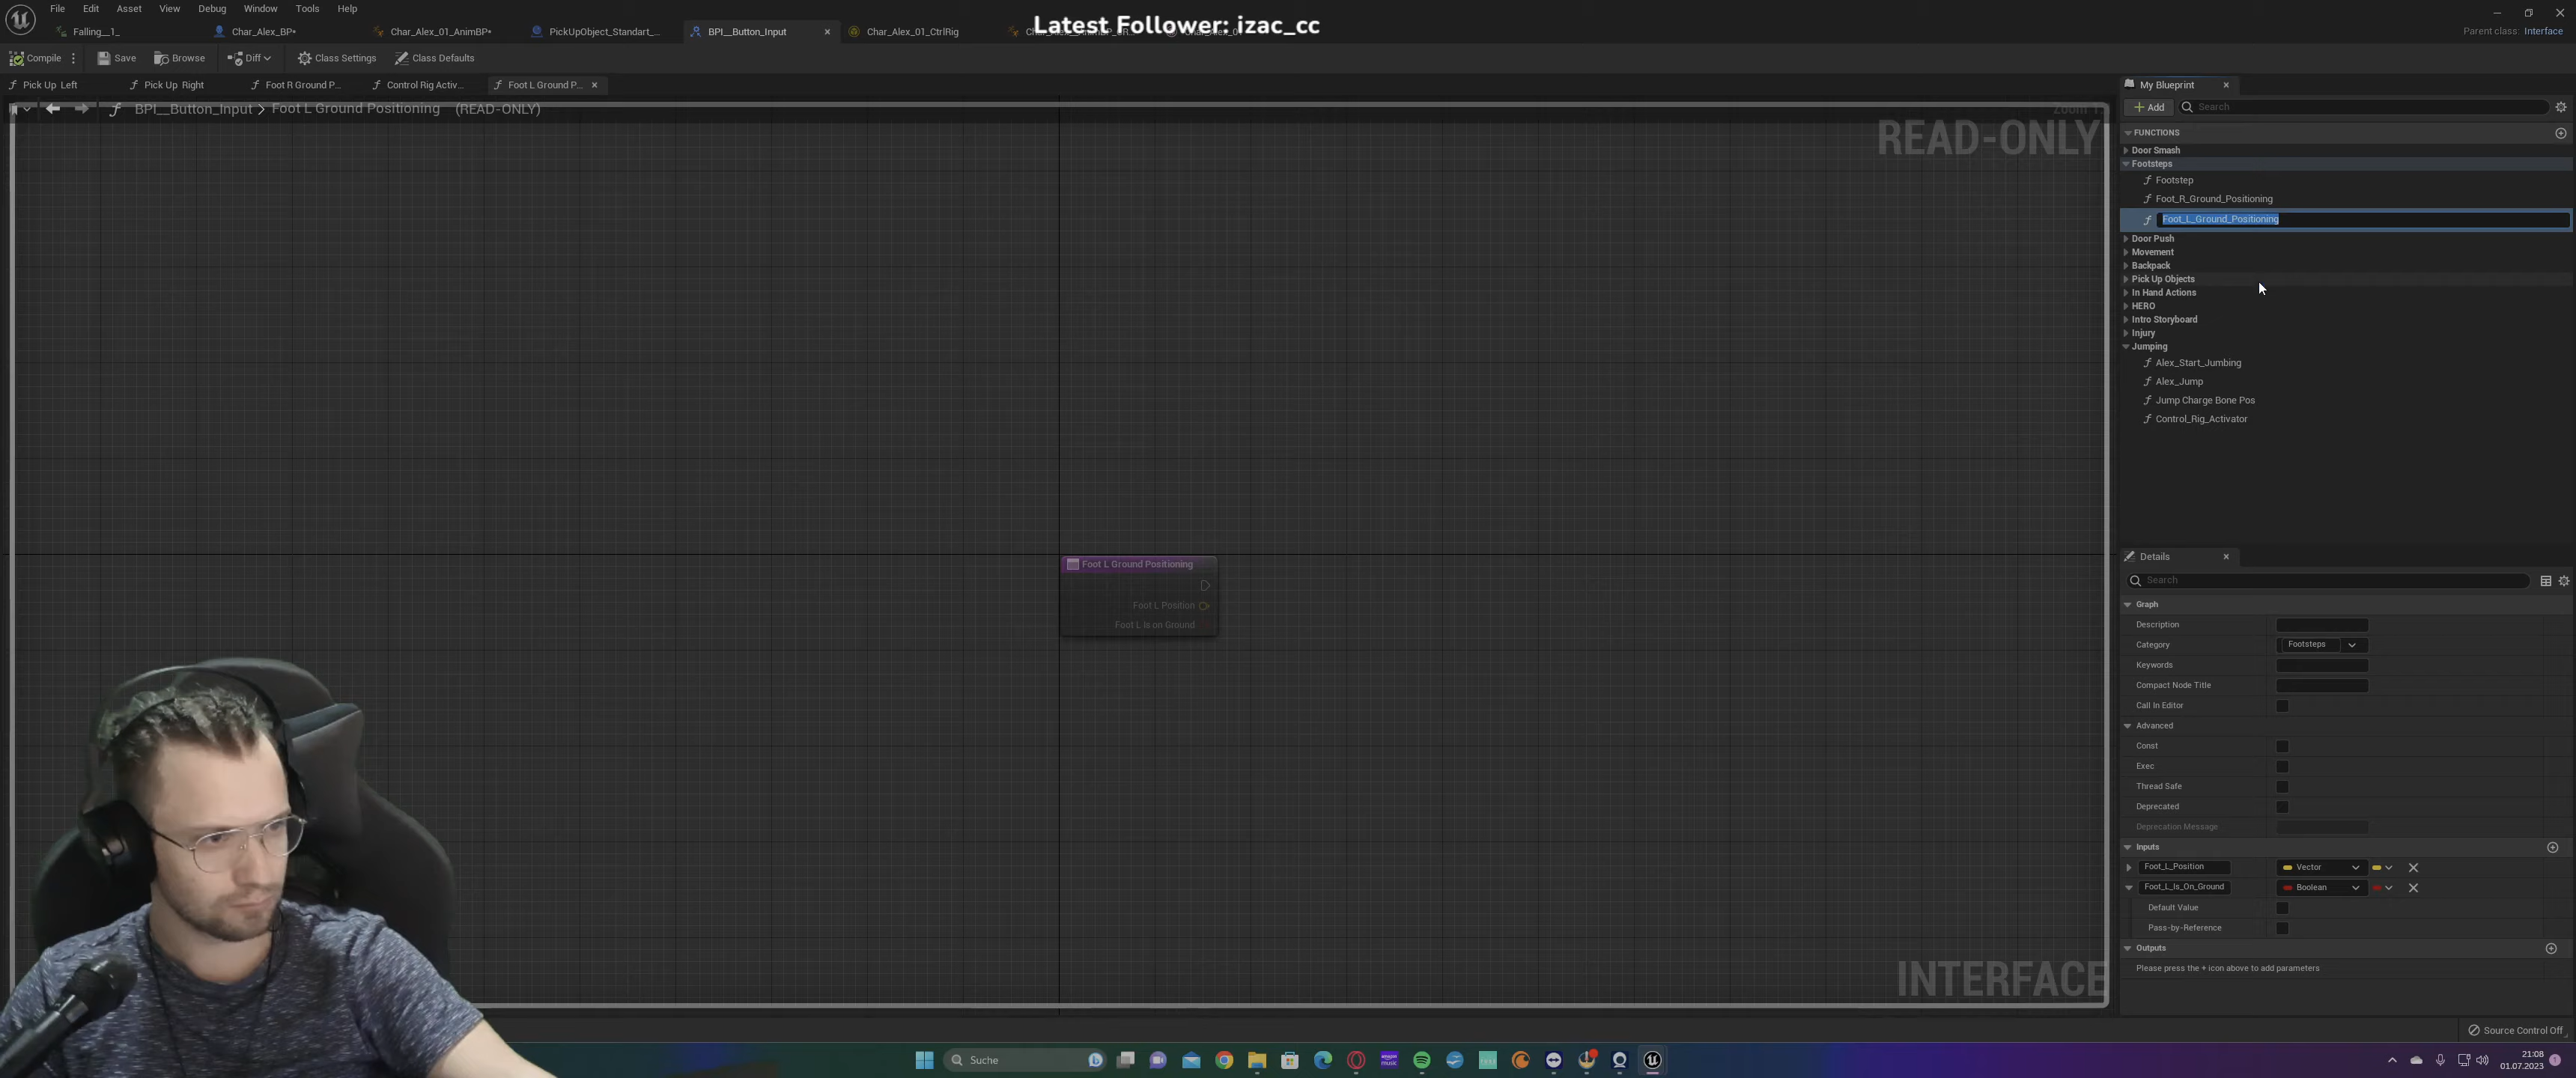 File Edit Asset View Debug Window Tools Help
Latest Follower: izac_cc
Falling__1_ Char_Alex_BP* Char_Alex_01_AnimBP* PickUpObject_Standart_... BPI__Button_Input Char_Alex_01_CtrlRig
Parent class: Interface
Compile Save Browse Diff Class Settings Class Defaults
Pick Up Left Pick Up Right Foot R Ground P... Control Rig Activ... Foot L Ground P...
BPI__Button_Input > Foot L Ground Positioning (READ-ONLY)
READ-ONLY
Foot L Ground Positioning
Foot L Position
Foot L Is on Ground
INTERFACE
My Blueprint
Add Search
FUNCTIONS
Door Smash
Footsteps
Footstep
Foot_R_Ground_Positioning
Foot_L_Ground_Positioning
Door Push
Movement
Backpack
Pick Up Objects
In Hand Actions
HERO
Intro Storyboard
Injury
Jumping
Alex_Start_Jumbing
Alex_Jump
Jump Charge Bone Pos
Control_Rig_Activator
Details
Search
Graph
Description
Category Footsteps
Keywords
Compact Node Title
Call In Editor
Advanced
Const
Exec
Thread Safe
Deprecated
Deprecation Message
Inputs
Foot_L_Position Vector
Foot_L_Is_On_Ground Boolean
Default Value
Pass-by-Reference
Outputs
Please press the + icon above to add parameters
Source Control Off
Suche
21:08
01.07.2023